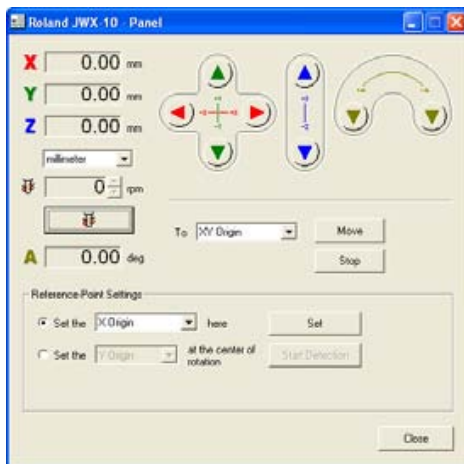 Roland JWX-10 - Panel
X 0.00 mm
Y 0.00 mm
Z 0.00 mm
millimeter
0 rpm
To XY Origin Move
Stop
A 0.00 deg
Reference-Point Settings
Set the X Origin here Set
Set the Y Origin at the center of rotation Start Detection
Close